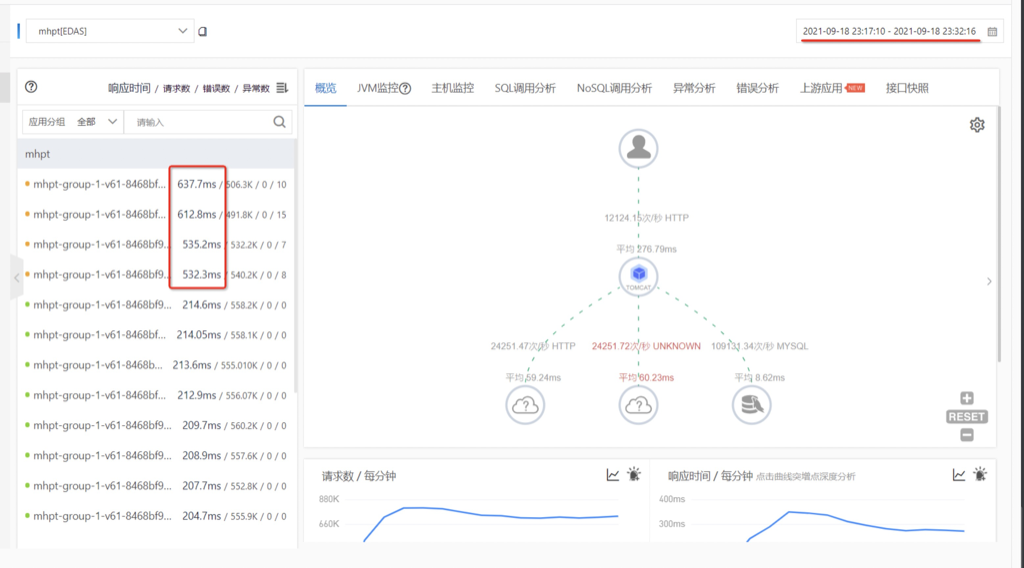 mhpt[EDAS]
2021-09-18 23:17:10 - 2021-09-18 23:32:16
响应时间 / 请求数 / 错误数 / 异常数
应用分组 全部 请输入
mhpt
mhpt-group-1-v61-8468bf... 637.7ms / 506.3K / 0 / 10
mhpt-group-1-v61-8468bf... 612.8ms / 491.8K / 0 / 15
mhpt-group-1-v61-8468bf9... 535.2ms / 532.2K / 0 / 7
mhpt-group-1-v61-8468bf9... 532.3ms / 540.2K / 0 / 8
mhpt-group-1-v61-8468bf9... 214.6ms / 558.2K / 0 / 0
mhpt-group-1-v61-8468bf... 214.05ms / 558.1K / 0 / 0
mhpt-group-1-v61-8468b... 213.6ms / 555.010K / 0 / 0
mhpt-group-1-v61-8468bf... 212.9ms / 556.07K / 0 / 0
mhpt-group-1-v61-8468bf9... 209.7ms / 560.2K / 0 / 0
mhpt-group-1-v61-8468bf9... 208.9ms / 557.6K / 0 / 0
mhpt-group-1-v61-8468bf9... 207.7ms / 552.8K / 0 / 0
mhpt-group-1-v61-8468bf9... 204.7ms / 555.9K / 0 / 0
概览 JVM监控 主机监控 SQL调用分析 NoSQL调用分析 异常分析 错误分析 上游应用 NEW 接口快照
12124.15次/秒 HTTP
平均 276.79ms
TOMCAT
24251.47次/秒 HTTP 24251.72次/秒 UNKNOWN 109131.34次/秒 MYSQL
平均 59.24ms 平均 60.23ms 平均 8.62ms
RESET
请求数 / 每分钟
880K
660K
响应时间 / 每分钟 点击曲线突增点深度分析
400ms
300ms